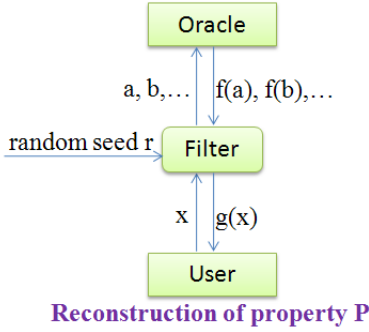 Oracle
a, b,... f(a), f(b),...
random seed r
Filter
x g(x)
User
Reconstruction of property P